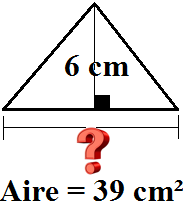 6 cm
?
Aire = 39 cm²